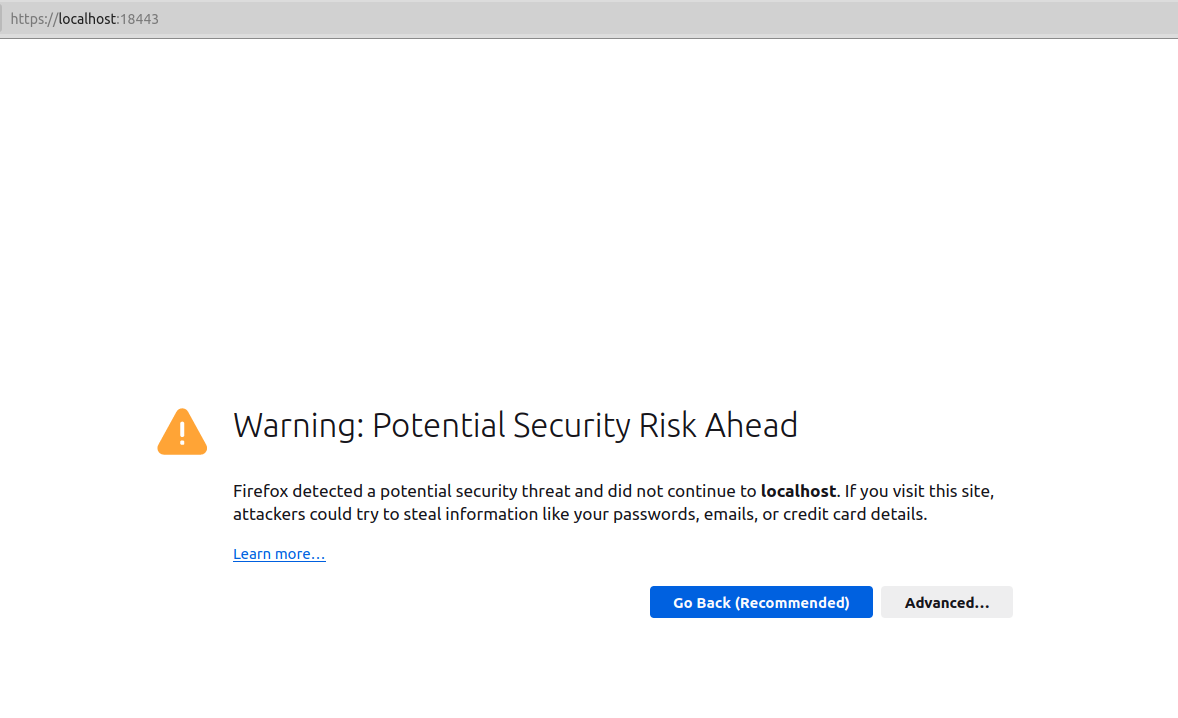 https://localhost:18443
Warning: Potential Security Risk Ahead
Firefox detected a potential security threat and did not continue to localhost. If you visit this site,
attackers could try to steal information like your passwords, emails, or credit card details.
Learn more…
Go Back (Recommended)
Advanced…